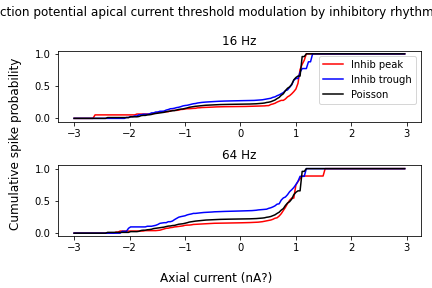 ction potential apical current threshold modulation by inhibitory rhythm
16 Hz
Cumulative spike probability
1.0
0.5
0.0
Inhib peak
Inhib trough
Poisson
−3 −2 −1 0 1 2 3
64 Hz
1.0
0.5
0.0
−3 −2 −1 0 1 2 3
Axial current (nA?)